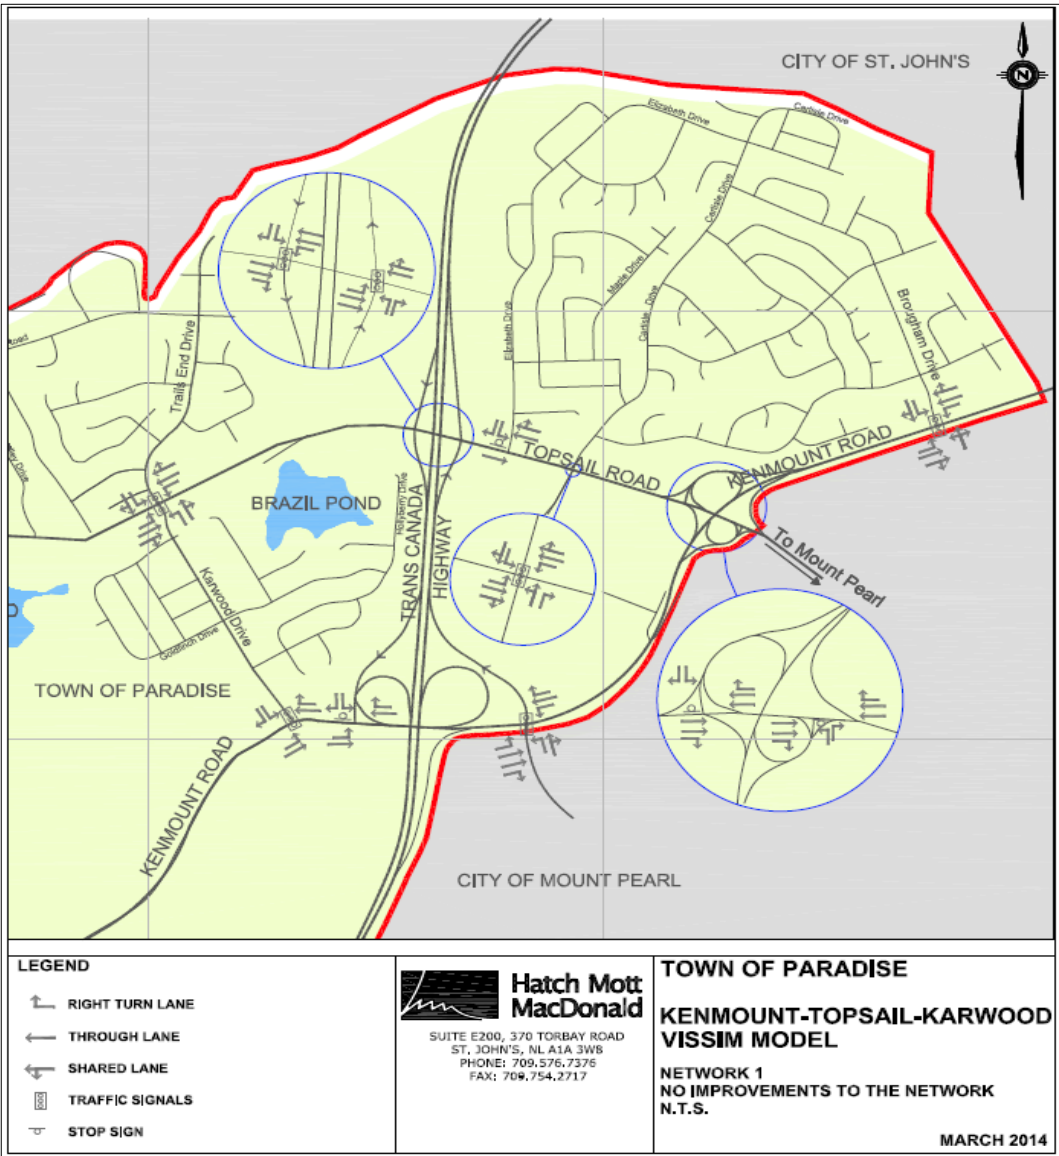 CITY OF ST. JOHN'S
N
Elizabeth Drive
Carlisle Drive
Carlisle Drive
Maple Drive
Elizabeth Drive
Carlisle Drive
Brougham Drive
Trails End Drive
TOPSAIL ROAD
KENMOUNT ROAD
BRAZIL POND
Hollyberry Drive
TRANS CANADA
HIGHWAY
To Mount Pearl
Karwood Drive
Goldfinch Drive
TOWN OF PARADISE
KENMOUNT ROAD
CITY OF MOUNT PEARL
LEGEND
RIGHT TURN LANE
THROUGH LANE
SHARED LANE
TRAFFIC SIGNALS
STOP SIGN
Hatch Mott
MacDonald
SUITE E200, 370 TORBAY ROAD
ST. JOHN'S, NL A1A 3W8
PHONE: 709.576.7376
FAX: 709.754.2717
TOWN OF PARADISE
KENMOUNT-TOPSAIL-KARWOOD
VISSIM MODEL
NETWORK 1
NO IMPROVEMENTS TO THE NETWORK
N.T.S.
MARCH 2014